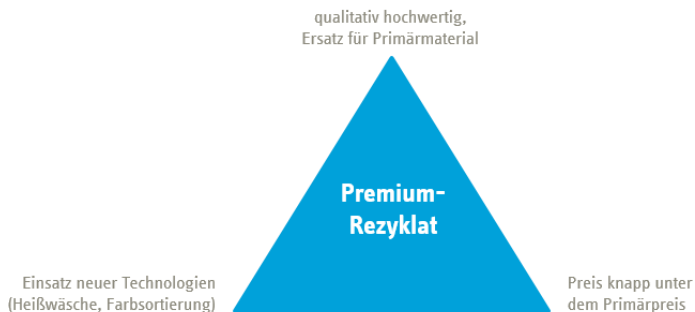 qualitativ hochwertig,
Ersatz für Primärmaterial
Premium-
Rezyklat
Einsatz neuer Technologien
(Heißwäsche, Farbsortierung)
Preis knapp unter
dem Primärpreis